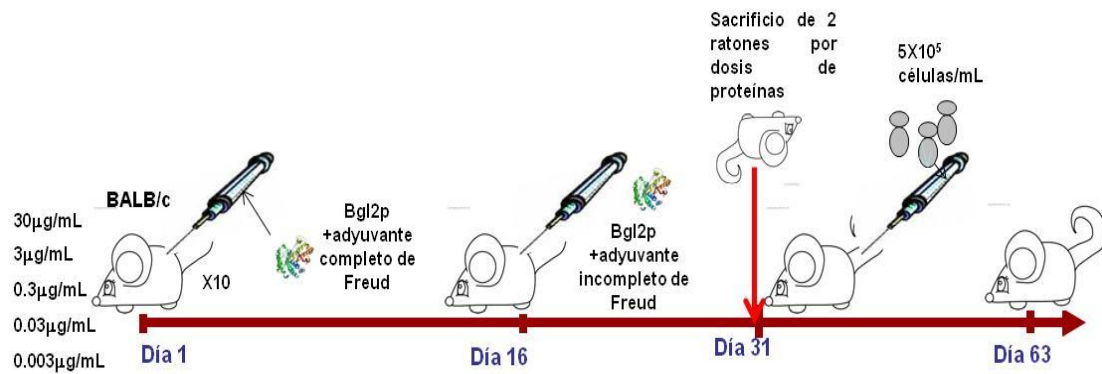 Sacrificio de 2
ratones por
dosis de
proteínas
5X10⁵
células/mL
BALB/c
30µg/mL
3µg/mL
0.3µg/mL
0.03µg/mL
0.003µg/mL
X10
Bgl2p
+adyuvante
completo de
Freud
Bgl2p
+adyuvante
incompleto de
Freud
Día 1
Día 16
Día 31
Día 63